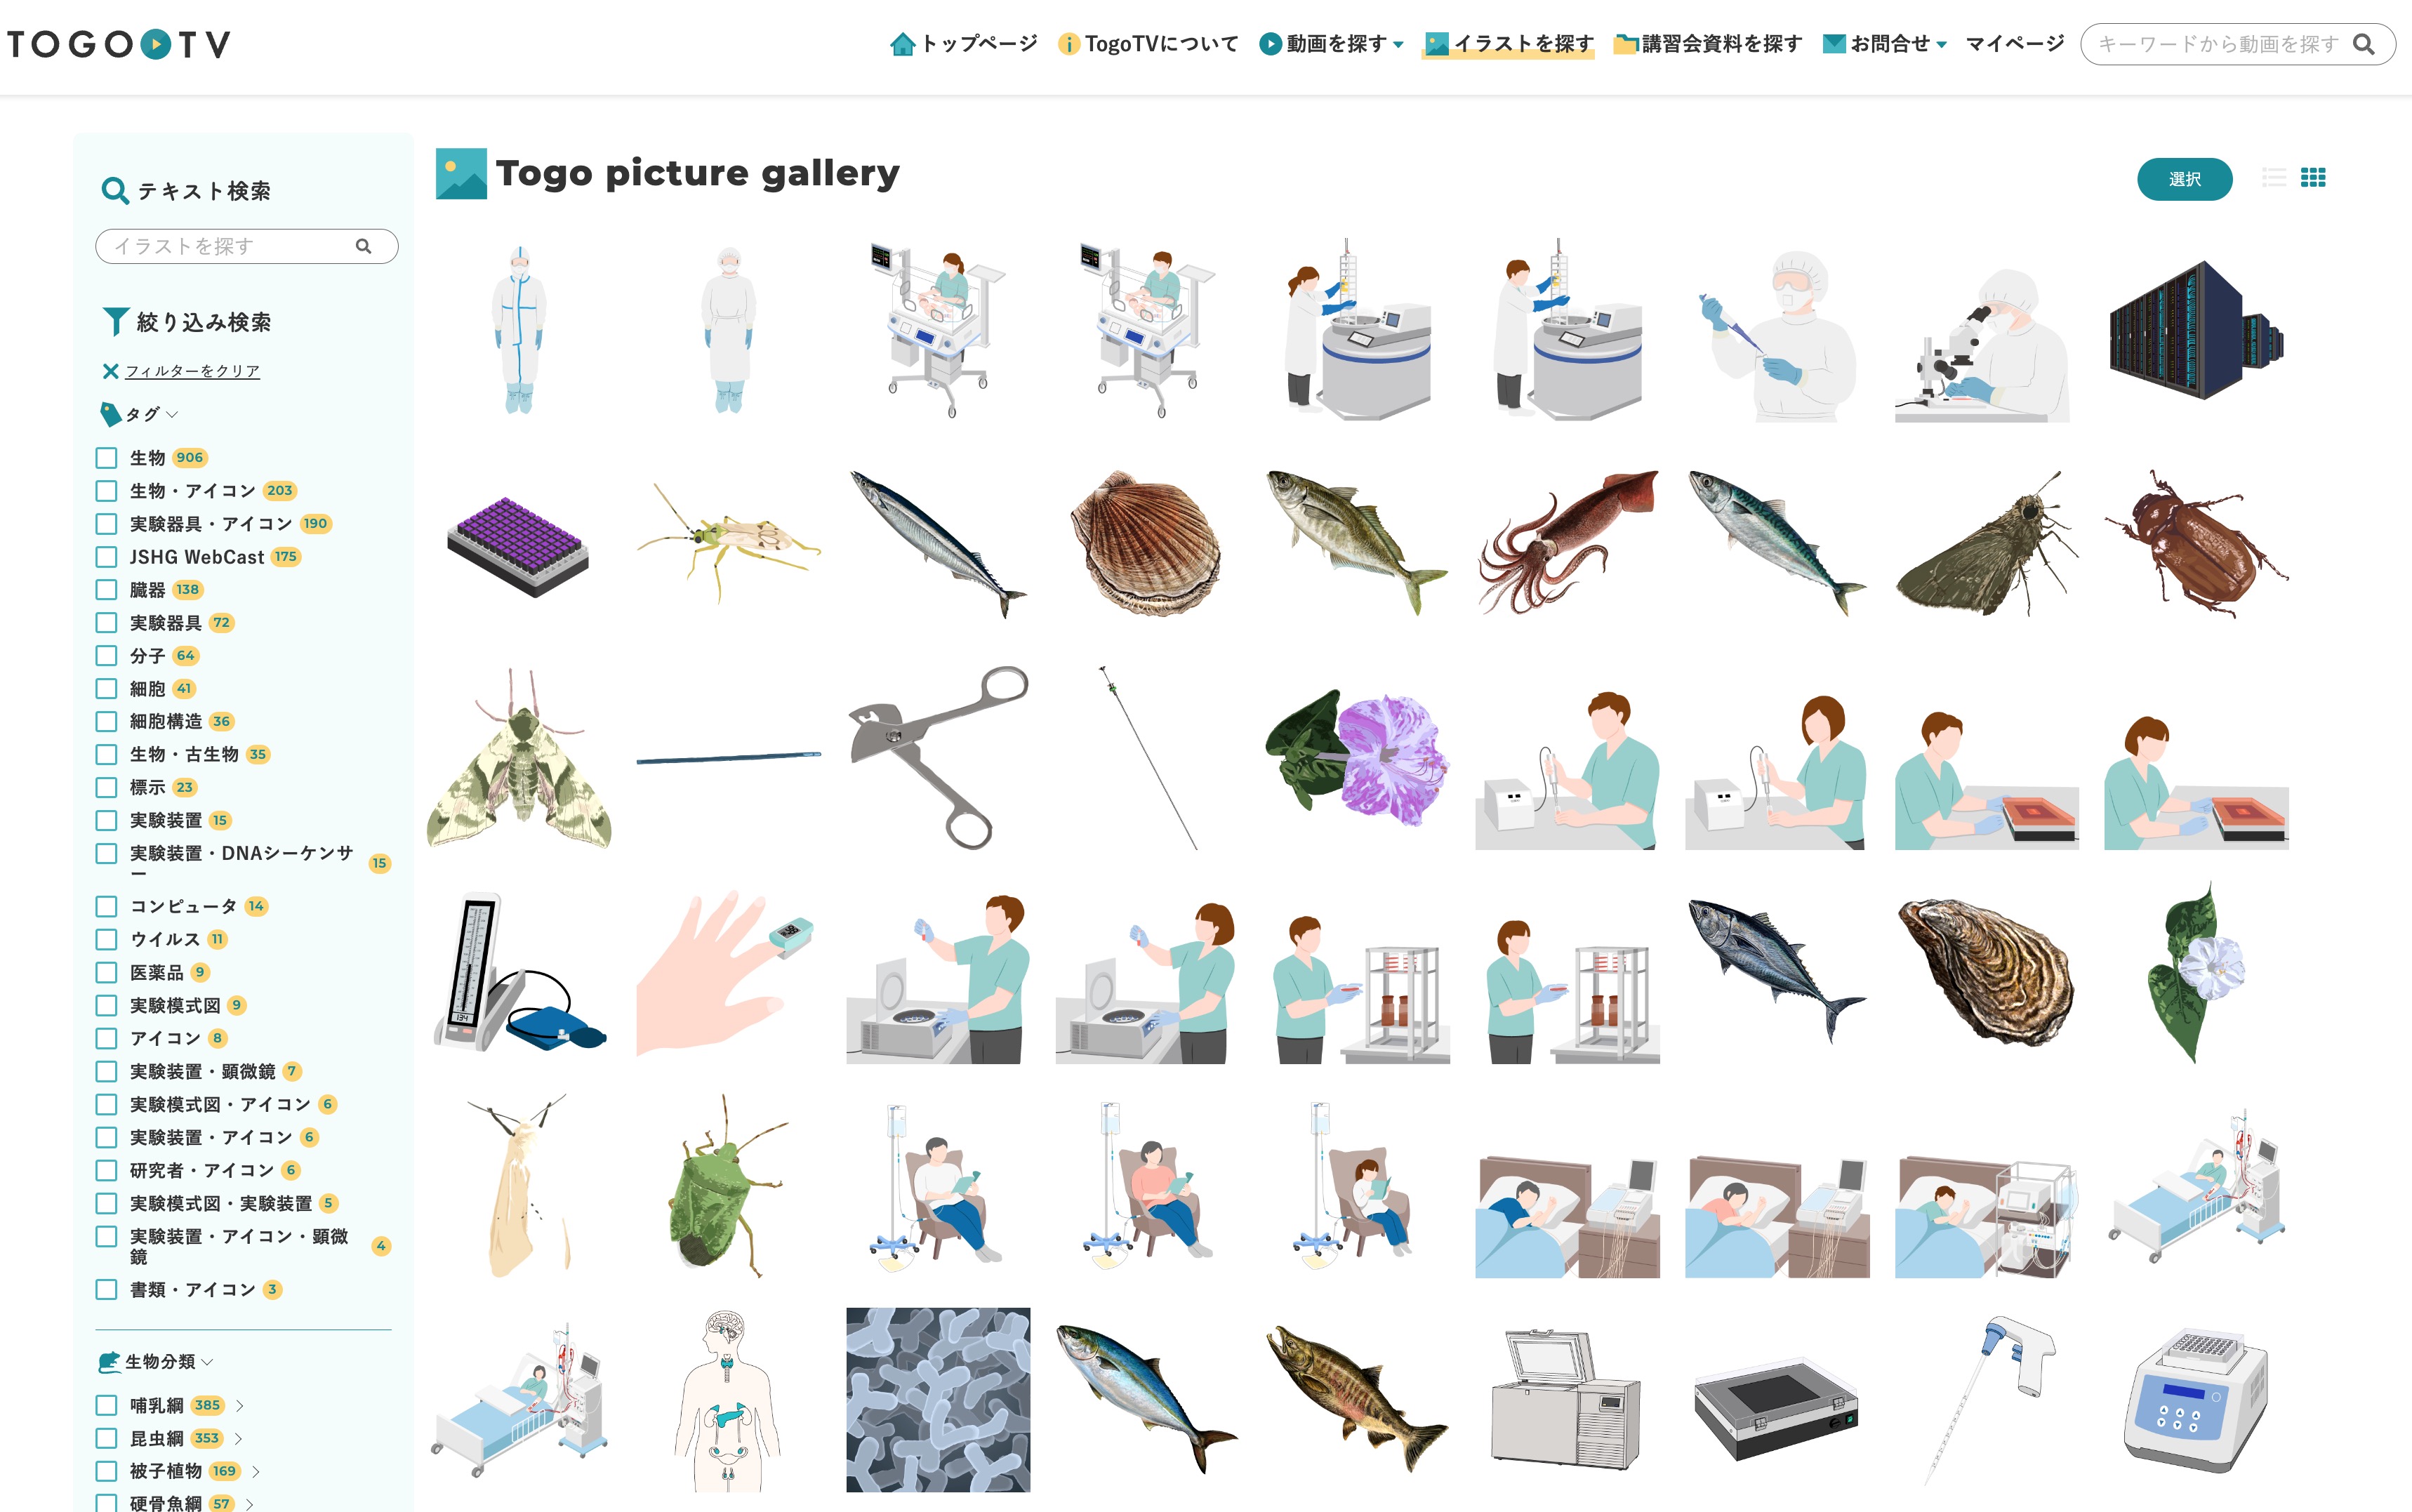 TOGO TV
トップページ
TogoTVについて
動画を探す
イラストを探す
講習会資料を探す
お問合せ
マイページ
キーワードから動画を探す
テキスト検索
イラストを探す
絞り込み検索
フィルターをクリア
タグ
生物 906
生物・アイコン 203
実験器具・アイコン 190
JSHG WebCast 175
臓器 138
実験器具 72
分子 64
細胞 41
細胞構造 36
生物・古生物 35
標示 23
実験装置 15
実験装置・DNAシーケンサ
ー
15
コンピュータ 14
ウイルス 11
医薬品 9
実験模式図 9
アイコン 8
実験装置・顕微鏡 7
実験模式図・アイコン 6
実験装置・アイコン 6
研究者・アイコン 6
実験模式図・実験装置 5
実験装置・アイコン・顕微
鏡
4
書類・アイコン 3
生物分類
哺乳綱 385
昆虫綱 353
被子植物 169
硬骨魚綱 57
Togo picture gallery
選択
134